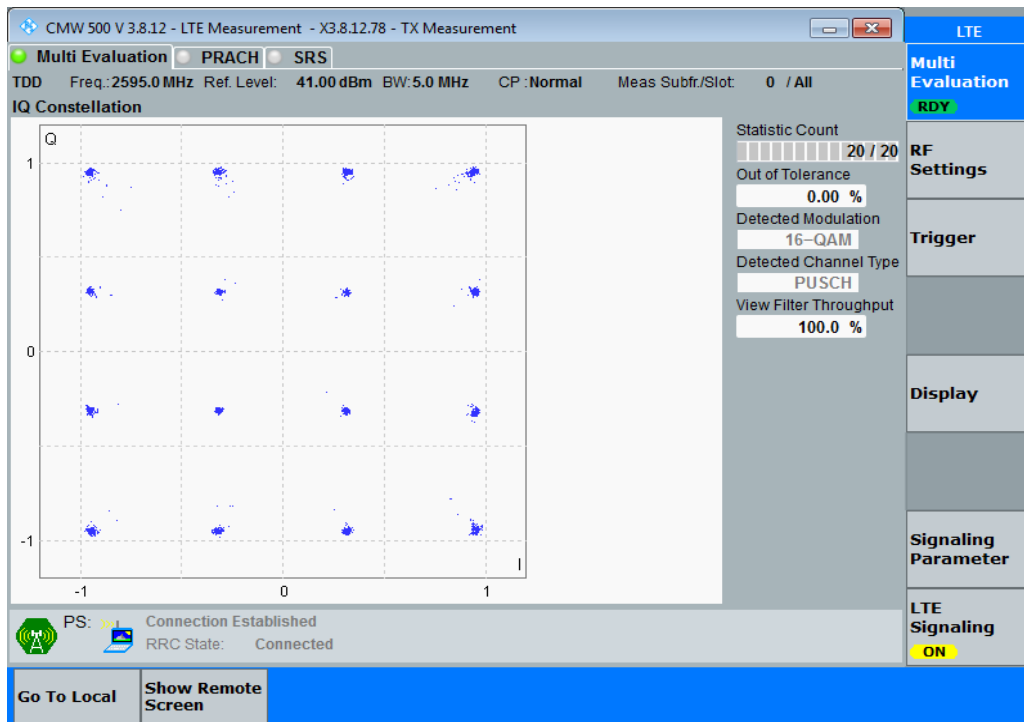 CMW 500 V 3.8.12 - LTE Measurement - X3.8.12.78 - TX Measurement
LTE
Multi Evaluation PRACH SRS
Multi
Evaluation
RDY
TDD Freq.:2595.0 MHz Ref. Level: 41.00 dBm BW:5.0 MHz CP :Normal Meas Subfr./Slot: 0 / All
IQ Constellation
Q
1
0
-1
-1
0
1
I
Statistic Count
20 / 20
Out of Tolerance
0.00 %
Detected Modulation
16-QAM
Detected Channel Type
PUSCH
View Filter Throughput
100.0 %
RF
Settings
Trigger
Display
Signaling
Parameter
LTE
Signaling
ON
PS: Connection Established
RRC State: Connected
Go To Local
Show Remote
Screen